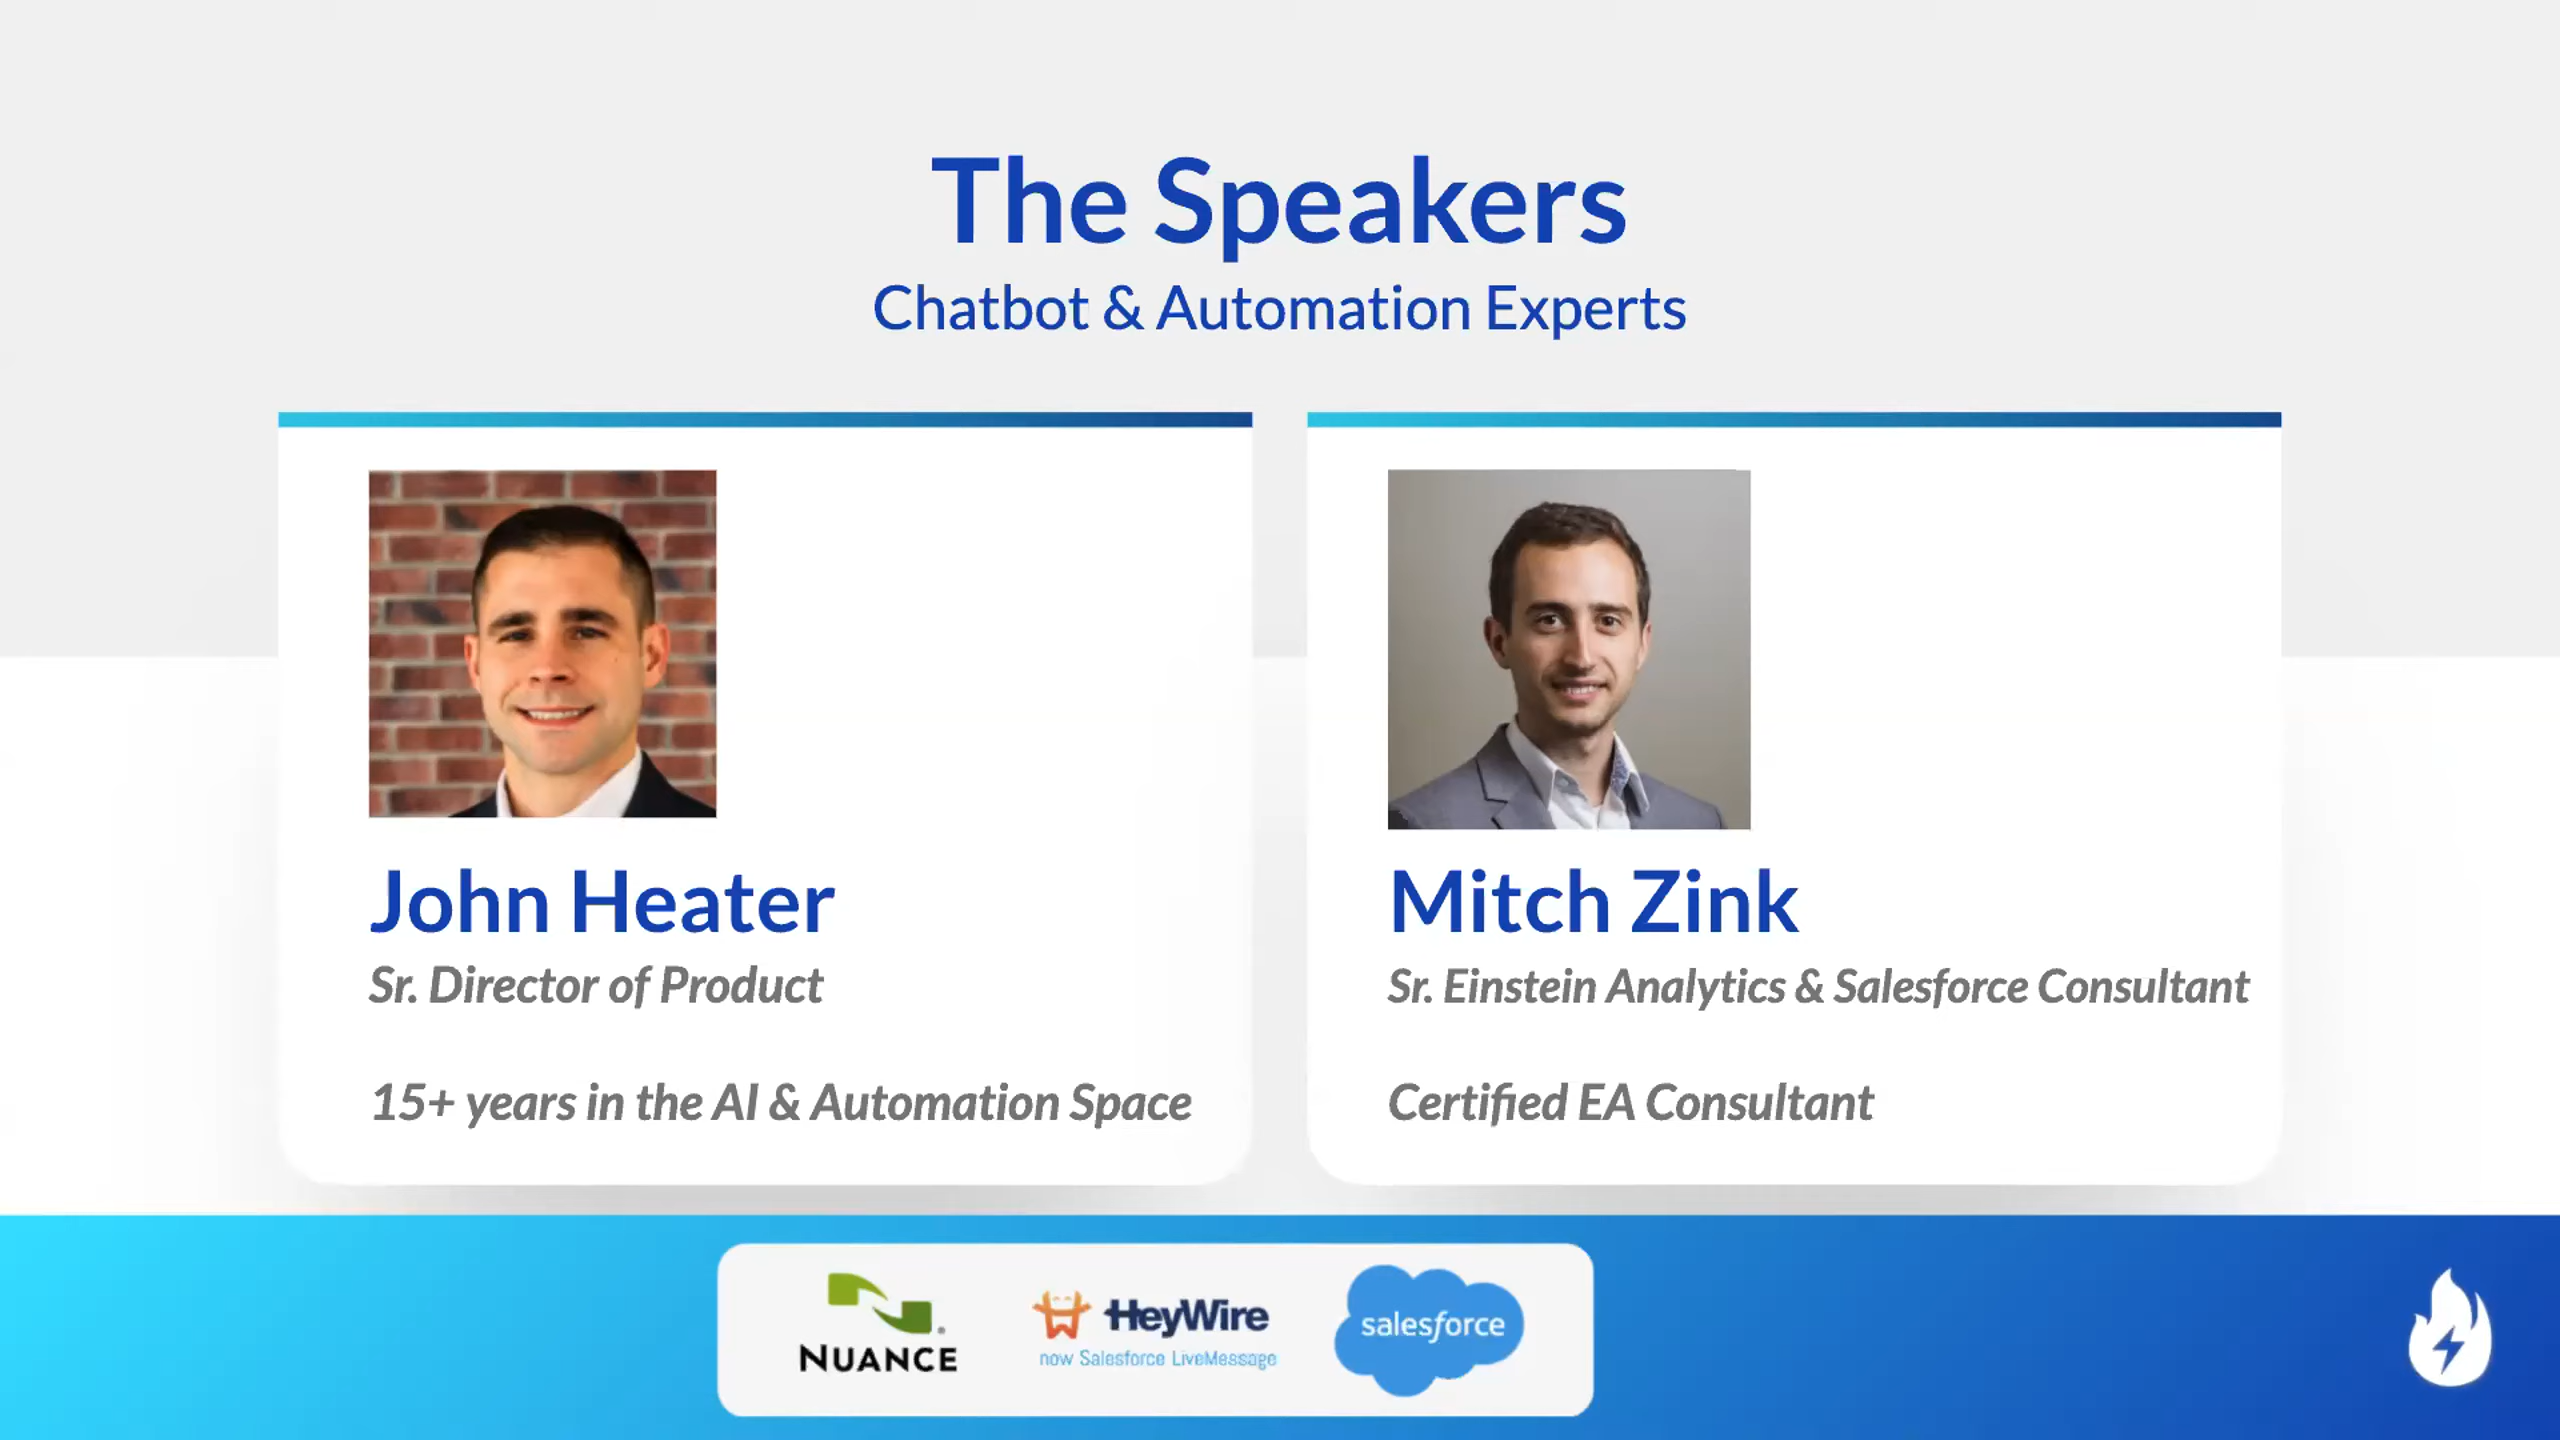 The Speakers
Chatbot & Automation Experts
John Heater
Sr. Director of Product
15+ years in the AI & Automation Space
Mitch Zink
Sr. Einstein Analytics & Salesforce Consultant
Certified EA Consultant
NUANCE
HeyWire
now Salesforce LiveMessage
salesforce